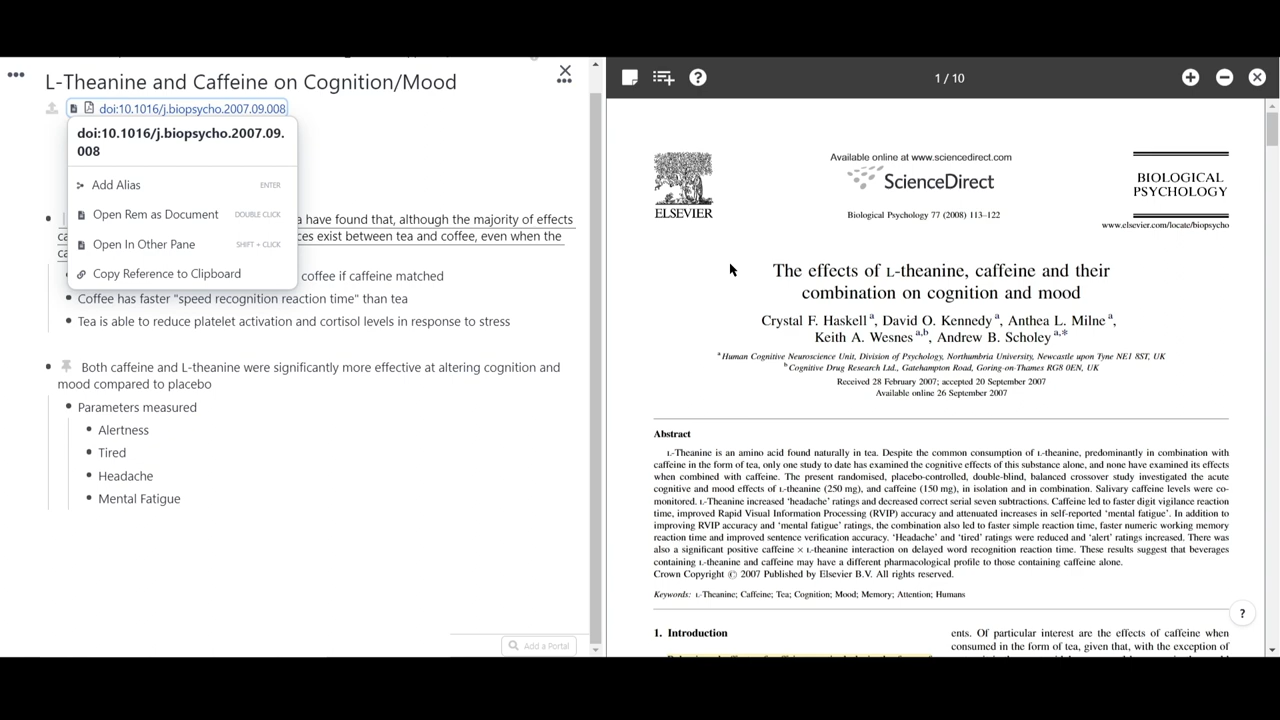 L-Theanine and Caffeine on Cognition/Mood
doi:10.1016/j.biopsycho.2007.09.008
doi:10.1016/j.biopsycho.2007.09.
008
Add Alias ENTER
Open Rem as Document DOUBLE CLICK
Open In Other Pane SHIFT + CLICK
Copy Reference to Clipboard
a have found that, although the majority of effects
ca ces exist between tea and coffee, even when the
ca
coffee if caffeine matched
Coffee has faster "speed recognition reaction time" than tea
Tea is able to reduce platelet activation and cortisol levels in response to stress
Both caffeine and L-theanine were significantly more effective at altering cognition and
mood compared to placebo
Parameters measured
Alertness
Tired
Headache
Mental Fatigue
Add a Portal
1 / 10
ELSEVIER
Available online at www.sciencedirect.com
ScienceDirect
Biological Psychology 77 (2008) 113–122
BIOLOGICAL
PSYCHOLOGY
www.elsevier.com/locate/biopsycho
The effects of L-theanine, caffeine and their
combination on cognition and mood
Crystal F. Haskell a, David O. Kennedy a, Anthea L. Milne a,
Keith A. Wesnes a,b, Andrew B. Scholey a,*
a Human Cognitive Neuroscience Unit, Division of Psychology, Northumbria University, Newcastle upon Tyne NE1 8ST, UK
b Cognitive Drug Research Ltd., Gatehampton Road, Goring-on-Thames RG8 0EN, UK
Received 28 February 2007; accepted 20 September 2007
Available online 26 September 2007
Abstract
L-Theanine is an amino acid found naturally in tea. Despite the common consumption of L-theanine, predominantly in combination with
caffeine in the form of tea, only one study to date has examined the cognitive effects of this substance alone, and none have examined its effects
when combined with caffeine. The present randomised, placebo-controlled, double-blind, balanced crossover study investigated the acute
cognitive and mood effects of L-theanine (250 mg), and caffeine (150 mg), in isolation and in combination. Salivary caffeine levels were co-
monitored. L-Theanine increased ‘headache’ ratings and decreased correct serial seven subtractions. Caffeine led to faster digit vigilance reaction
time, improved Rapid Visual Information Processing (RVIP) accuracy and attenuated increases in self-reported ‘mental fatigue’. In addition to
improving RVIP accuracy and ‘mental fatigue’ ratings, the combination also led to faster simple reaction time, faster numeric working memory
reaction time and improved sentence verification accuracy. ‘Headache’ and ‘tired’ ratings were reduced and ‘alert’ ratings increased. There was
also a significant positive caffeine × L-theanine interaction on delayed word recognition reaction time. These results suggest that beverages
containing L-theanine and caffeine may have a different pharmacological profile to those containing caffeine alone.
Crown Copyright © 2007 Published by Elsevier B.V. All rights reserved.
Keywords: L-Theanine; Caffeine; Tea; Cognition; Mood; Memory; Attention; Humans
1. Introduction
ents. Of particular interest are the effects of caffeine when
consumed in the form of tea, given that, with the exception of